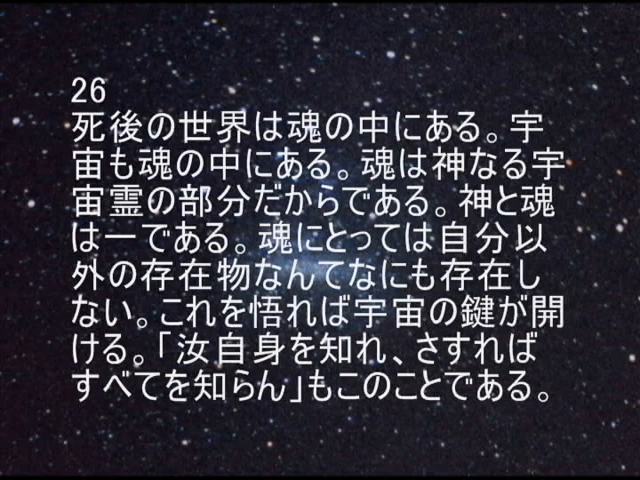 26
死後の世界は魂の中にある。宇
宙も魂の中にある。魂は神なる宇
宙霊の部分だからである。神と魂
は一である。魂にとっては自分以
外の存在物なんてなにも存在し
ない。これを悟れば宇宙の鍵が開
ける。「汝自身を知れ、さすれば
すべてを知らん」もこのことである。